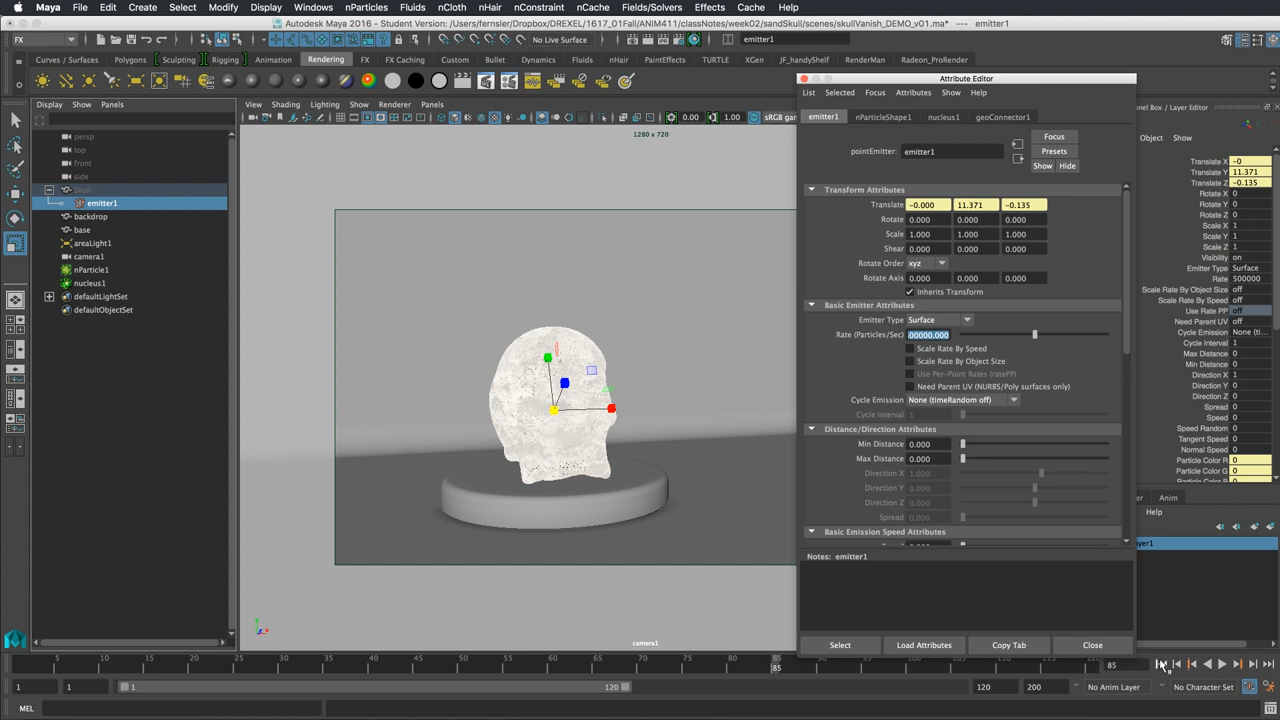 Maya File Edit Create Select Modify Display Windows nParticles Fluids nCloth nHair nConstraint nCache Fields/Solvers Effects
Autodesk Maya 2016 - Student Version: /Users/fernsler/Dropbox/DREXEL/1617_01Fall/ANIM411/classNotes/week02/sandSkull/scenes/skullVanish_DEMO_v01.ma* --- emitter1
FX No Live Surface emitter1
Curves / Surfaces Polygons Sculpting Rigging Animation Rendering FX FX Caching Custom Bullet Dynamics Fluids nHair PaintEffects TURTLE XGen JF_handyShelf RenderMan Radeon_ProRender
Display Show Panels
persp
top
front
side
Skull
emitter1
backdrop
base
areaLight1
camera1
nParticle1
nucleus1
defaultLightSet
defaultObjectSet
View Shading Lighting Show Renderer Panels
0.00 1.00 sRGB gar
1280 x 720
camera1
Attribute Editor
List Selected Focus Attributes Show Help
emitter1 nParticleShape1 nucleus1 geoConnector1
pointEmitter: emitter1
Focus
Presets
Show Hide
Transform Attributes
Translate -0.000 11.371 -0.135
Rotate 0.000 0.000 0.000
Scale 1.000 1.000 1.000
Shear 0.000 0.000 0.000
Rotate Order xyz
Rotate Axis 0.000 0.000 0.000
Inherits Transform
Basic Emitter Attributes
Emitter Type Surface
Rate (Particles/Sec) 00000.000
Scale Rate By Speed
Scale Rate By Object Size
Use Per-Point Rates (ratePP)
Need Parent UV (NURBS/Poly surfaces only)
Cycle Emission None (timeRandom off)
Cycle Interval 1
Distance/Direction Attributes
Min Distance 0.000
Max Distance 0.000
Direction X 1.000
Direction Y 0.000
Direction Z 0.000
Spread 0.000
Basic Emission Speed Attributes
Notes: emitter1
Select Load Attributes Copy Tab Close
nnel Box / Layer Editor
Object Show
Translate X -0
Translate Y 11.371
Translate Z -0.135
Rotate X 0
Rotate Y 0
Rotate Z 0
Scale X 1
Scale Y 1
Scale Z 1
Visibility on
Emitter Type Surface
Rate 500000
Scale Rate By Object Size off
Scale Rate By Speed off
Use Rate PP off
Need Parent UV off
Cycle Emission None (ti
Cycle Interval 1
Max Distance 0
Min Distance 0
Direction X 1
Direction Y 0
Direction Z 0
Spread 0
Speed 0
Speed Random 0
Tangent Speed 0
Normal Speed 0
Particle Color R 0
Particle Color G 0
er Anim
Help
ayer1
5 10 15 20 25 30 35 40 45 50 55 60 65 70 75 80 85
85
85
1 1 1 120 120 200 No Anim Layer No Character Set
MEL